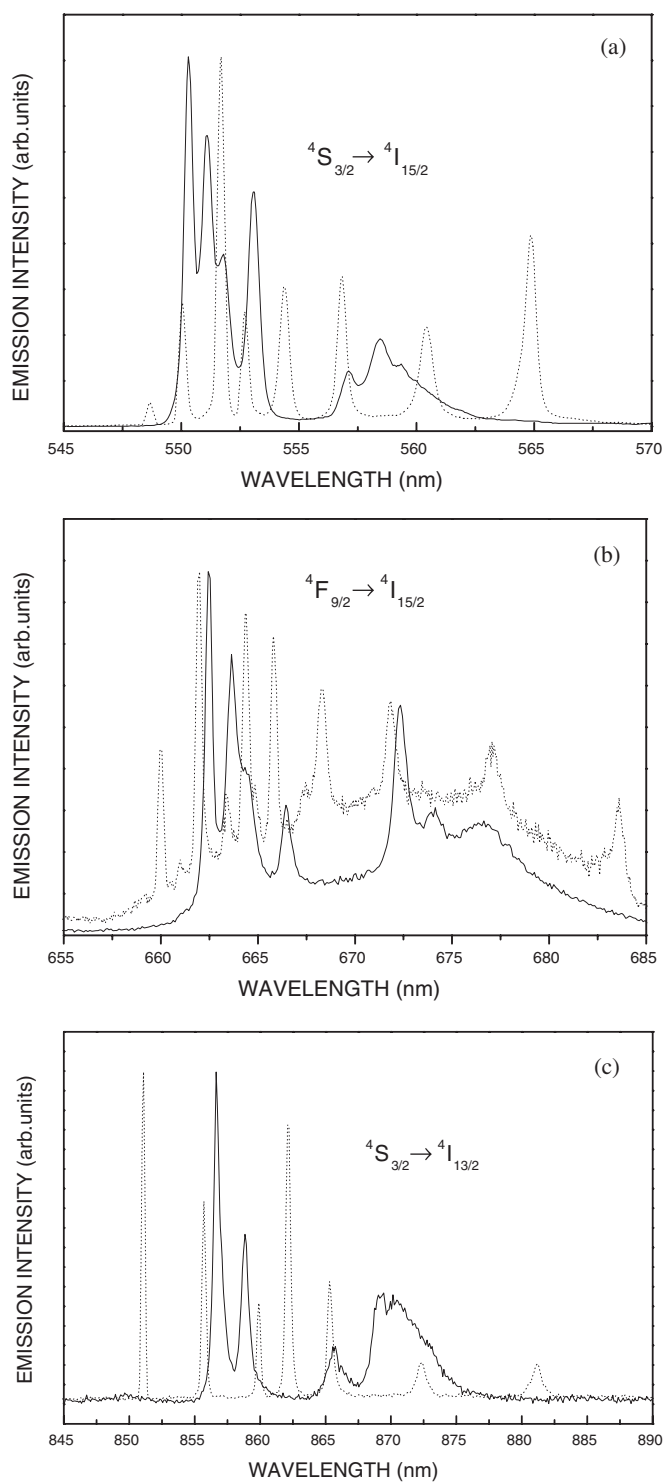 (a)
⁴S₃/₂ → ⁴I₁₅/₂
EMISSION INTENSITY (arb.units)
545 550 555 560 565 570
WAVELENGTH (nm)
(b)
⁴F₉/₂ → ⁴I₁₅/₂
EMISSION INTENSITY (arb.units)
655 660 665 670 675 680 685
WAVELENGTH (nm)
(c)
⁴S₃/₂ → ⁴I₁₃/₂
EMISSION INTENSITY (arb.units)
845 850 855 860 865 870 875 880 885 890
WAVELENGTH (nm)